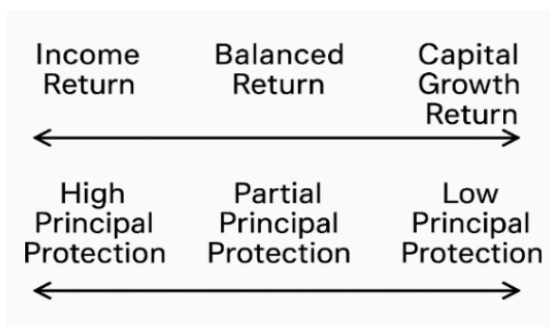 Income
Return
Balanced
Return
Capital
Growth
Return
High
Principal
Protection
Partial
Principal
Protection
Low
Principal
Protection